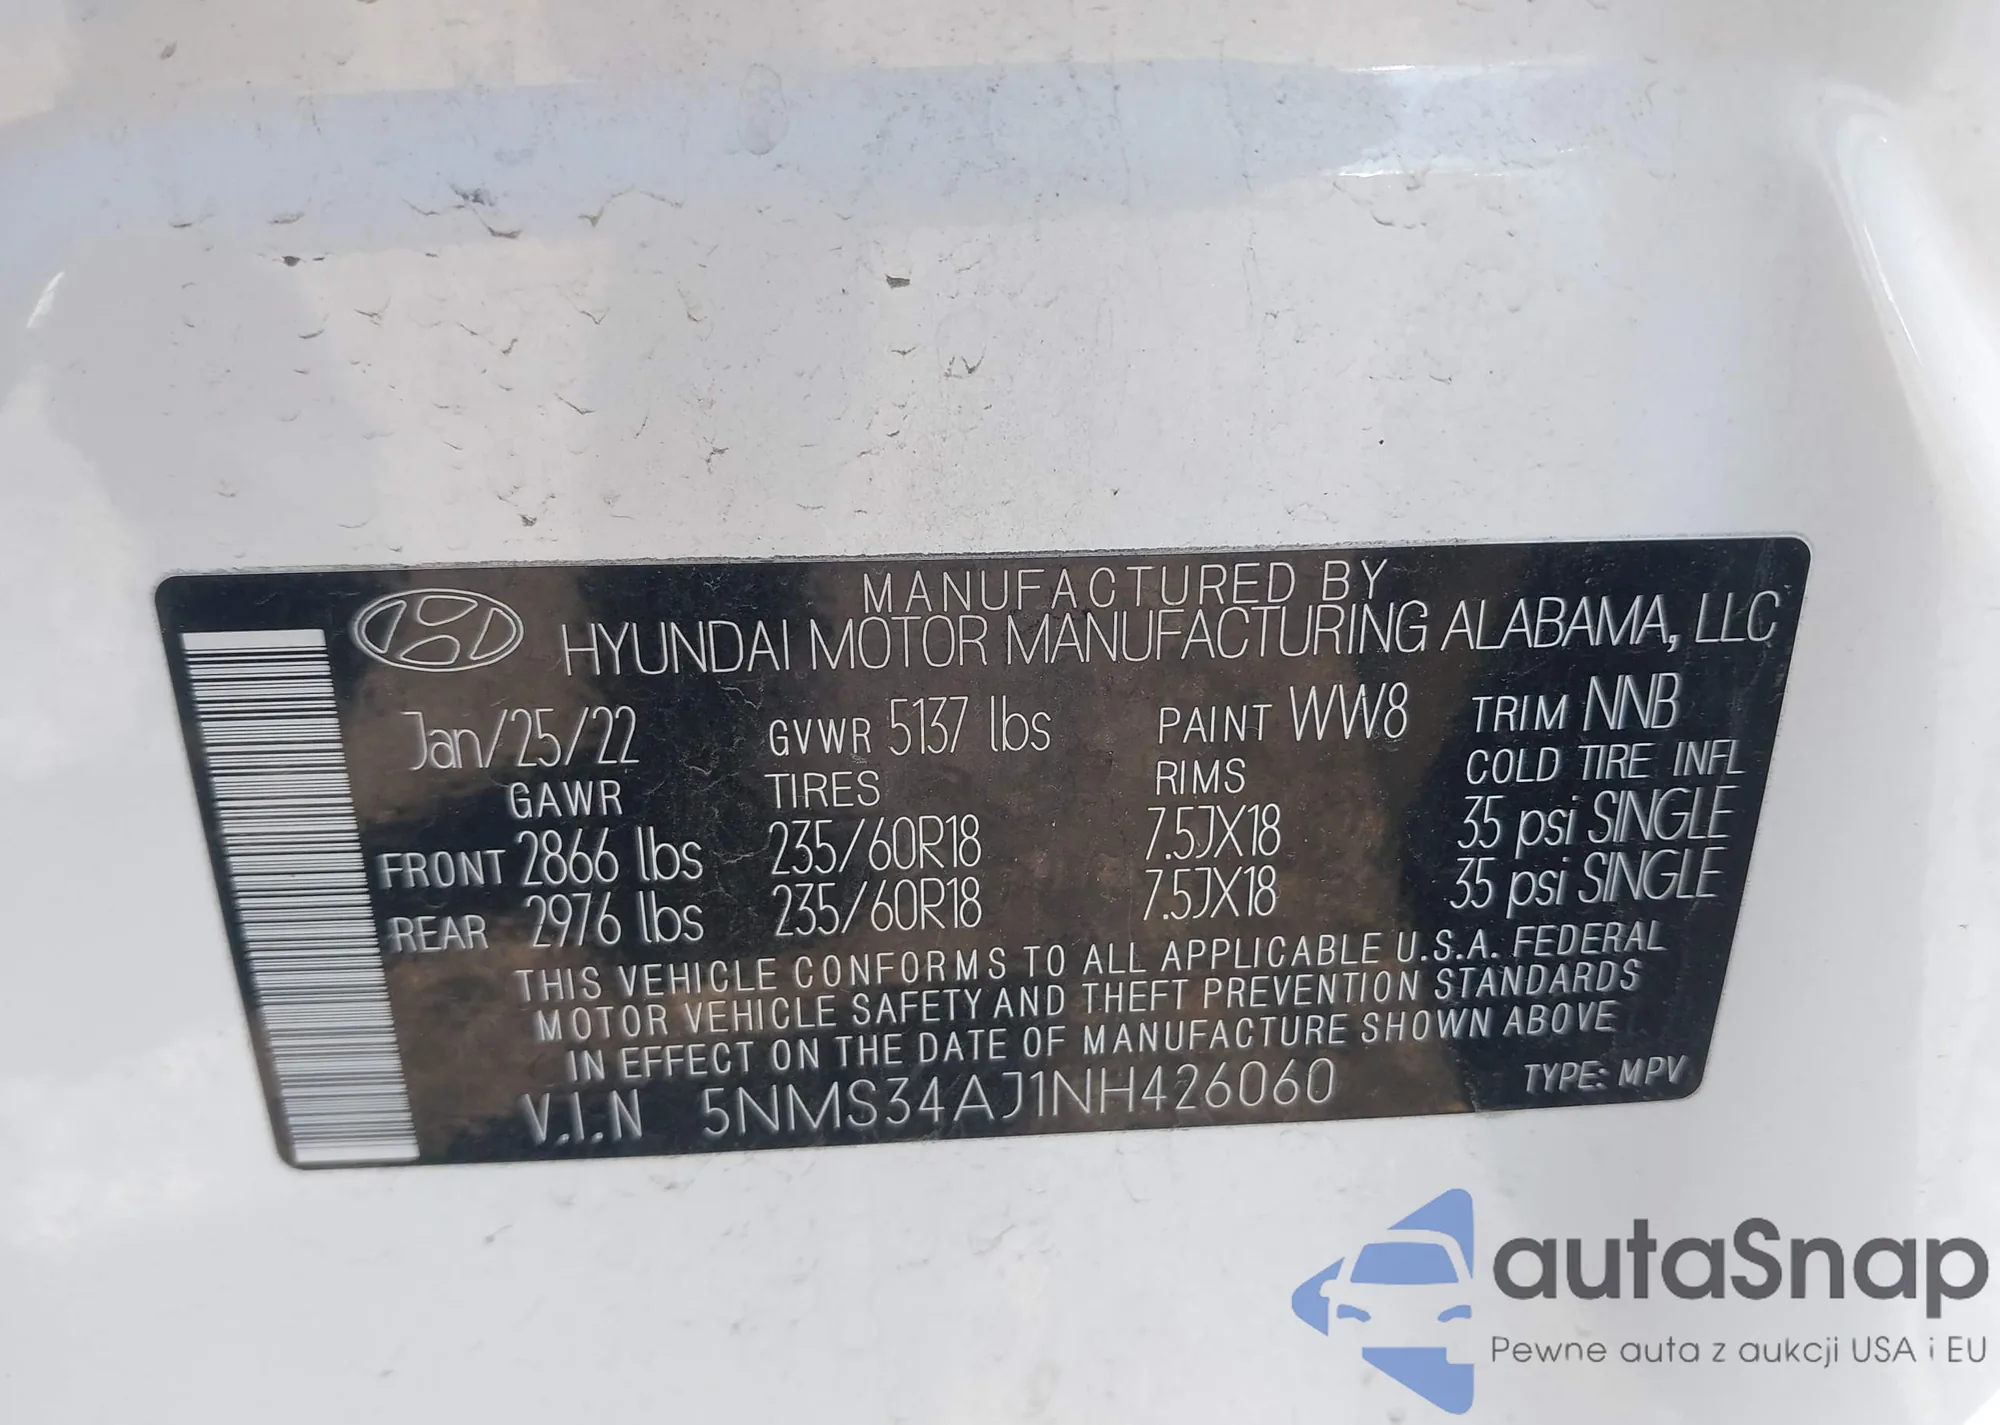 MANUFACTURED BY
HYUNDAI MOTOR MANUFACTURING ALABAMA, LLC
Jan/25/22 GVWR 5137 lbs PAINT WW8 TRIM NNB
GAWR TIRES RIMS COLD TIRE INFL
FRONT 2866 lbs 235/60R18 7.5JX18 35 psi SINGLE
REAR 2976 lbs 235/60R18 7.5JX18 35 psi SINGLE
THIS VEHICLE CONFORMS TO ALL APPLICABLE U.S.A. FEDERAL
MOTOR VEHICLE SAFETY AND THEFT PREVENTION STANDARDS
IN EFFECT ON THE DATE OF MANUFACTURE SHOWN ABOVE
V.I.N 5NMS34AJ1NH426060 TYPE: MPV
autaSnap
Pewne auta z aukcji USA i EU